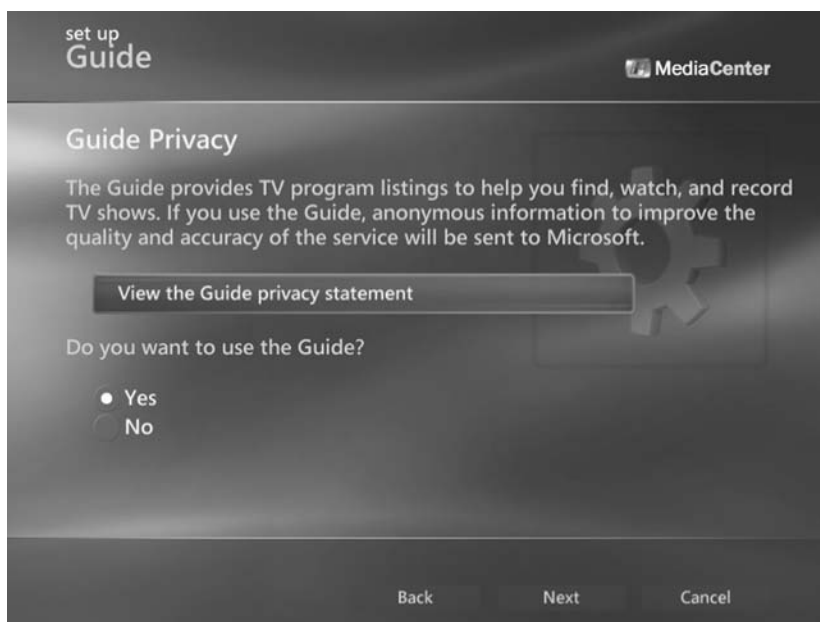 set up
Guide
MediaCenter
Guide Privacy
The Guide provides TV program listings to help you find, watch, and record
TV shows. If you use the Guide, anonymous information to improve the
quality and accuracy of the service will be sent to Microsoft.
View the Guide privacy statement
Do you want to use the Guide?
Yes
No
Back Next Cancel